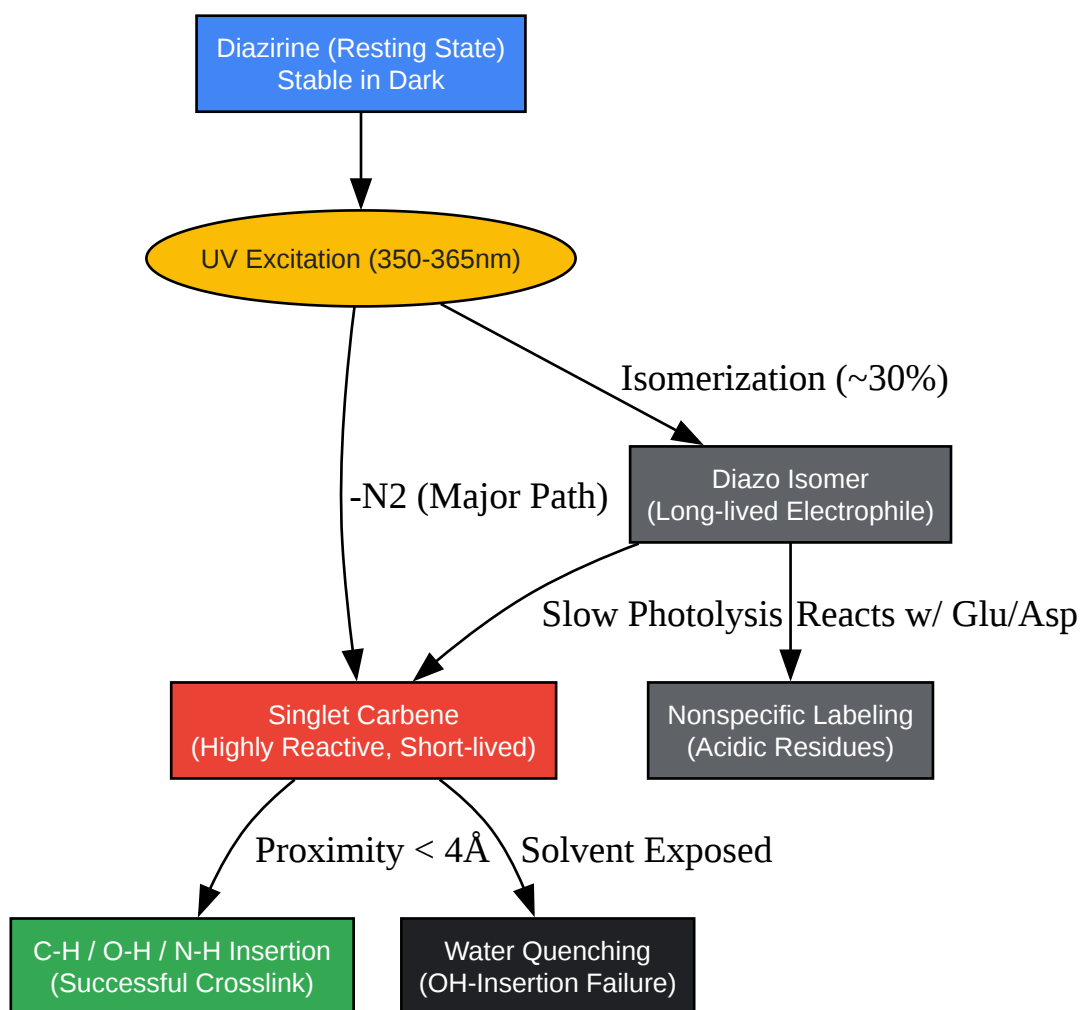 Diazirine (Resting State)
Stable in Dark
UV Excitation (350-365nm)
Isomerization (~30%)
-N2 (Major Path)
Diazo Isomer
(Long-lived Electrophile)
Slow Photolysis
Reacts w/ Glu/Asp
Singlet Carbene
(Highly Reactive, Short-lived)
Nonspecific Labeling
(Acidic Residues)
Proximity < 4Å
Solvent Exposed
C-H / O-H / N-H Insertion
(Successful Crosslink)
Water Quenching
(OH-Insertion Failure)